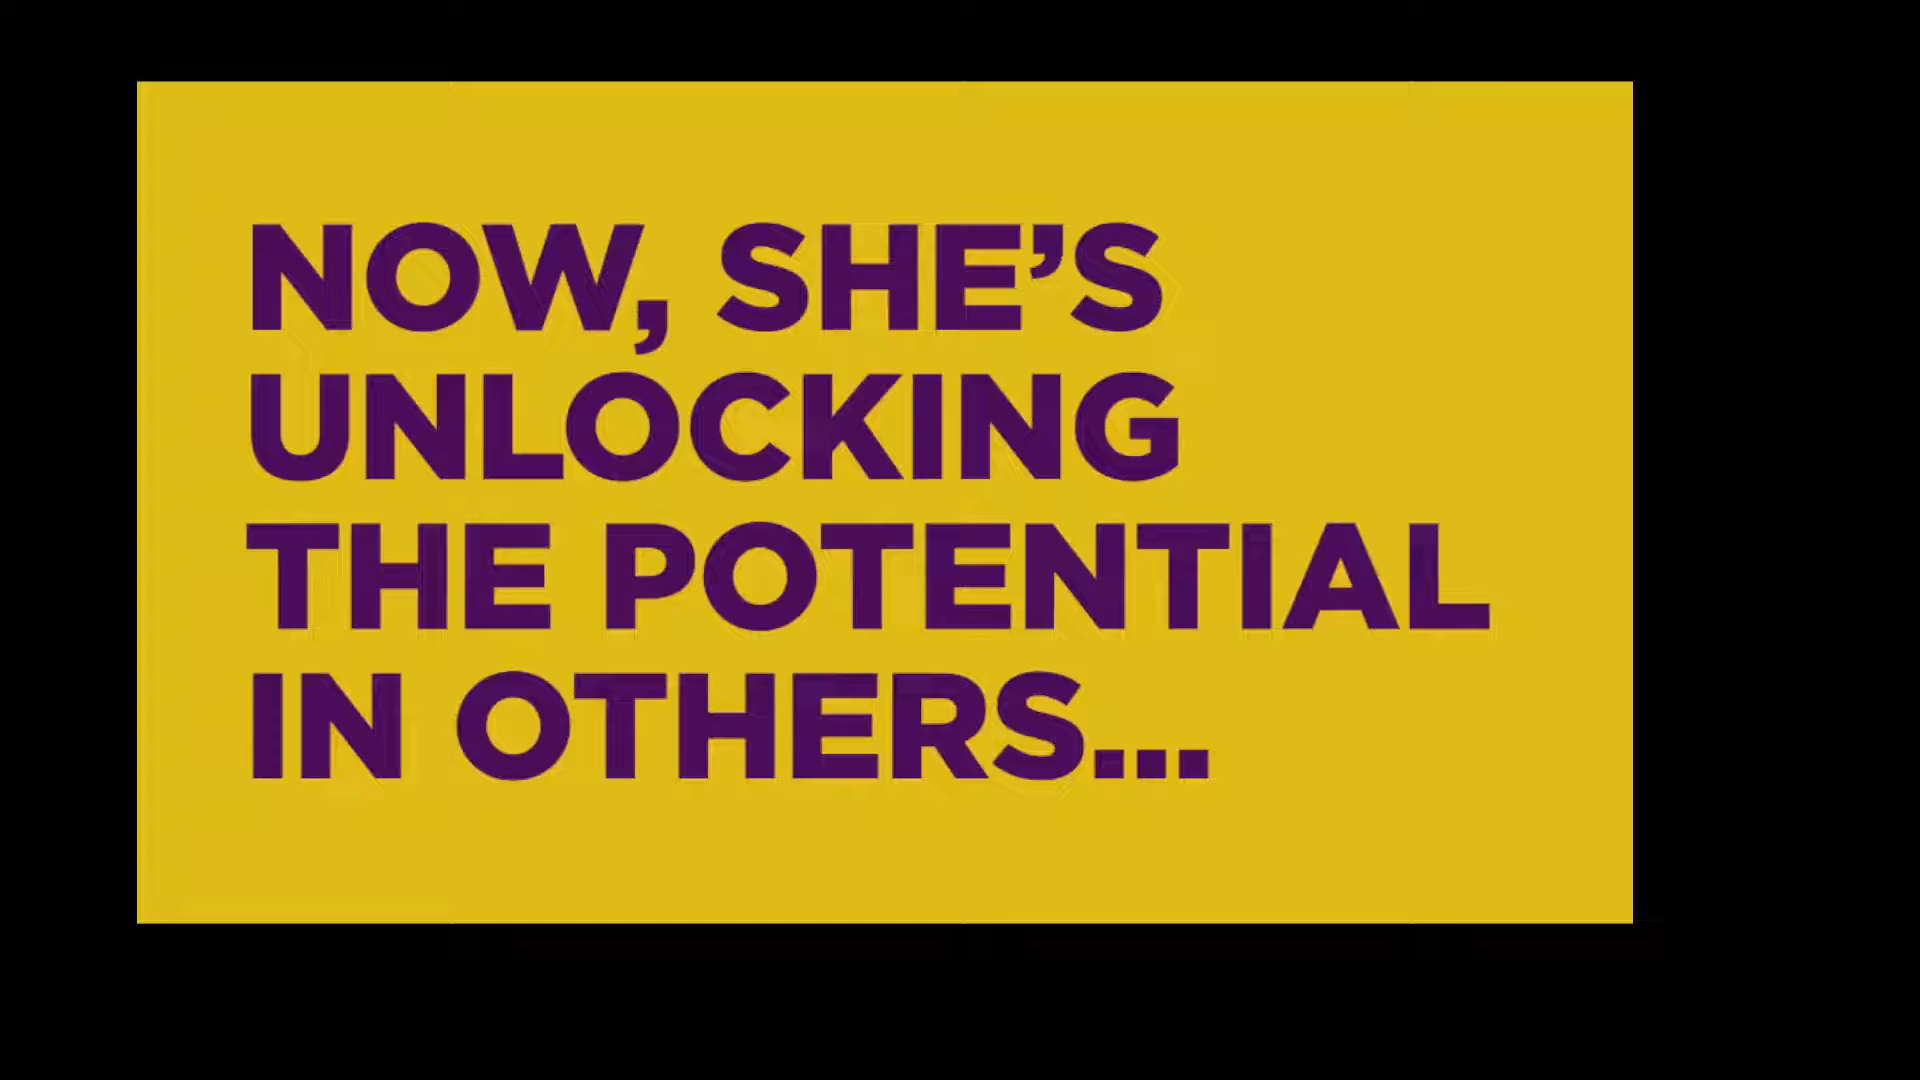 NOW, SHE’S
UNLOCKING
THE POTENTIAL
IN OTHERS...